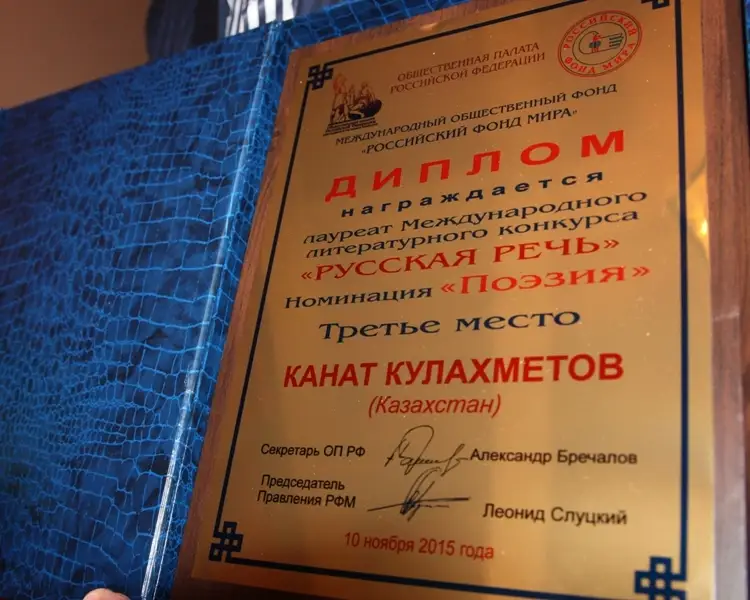 ОБЩЕСТВЕННАЯ ПАЛАТА
РОССИЙСКОЙ ФЕДЕРАЦИИ
РОССИЙСКИЙ
ФОНД МИРА
МЕЖДУНАРОДНЫЙ ОБЩЕСТВЕННЫЙ ФОНД
"РОССИЙСКИЙ ФОНД МИРА"
ДИПЛОМ
награждается
лауреат Международного
литературного конкурса
«РУССКАЯ РЕЧЬ»
Номинация «Поэзия»
Третье место
КАНАТ КУЛАХМЕТОВ
(Казахстан)
Секретарь ОП РФ
Александр Бречалов
Председатель
Правления РФМ
Леонид Слуцкий
10 ноября 2015 года